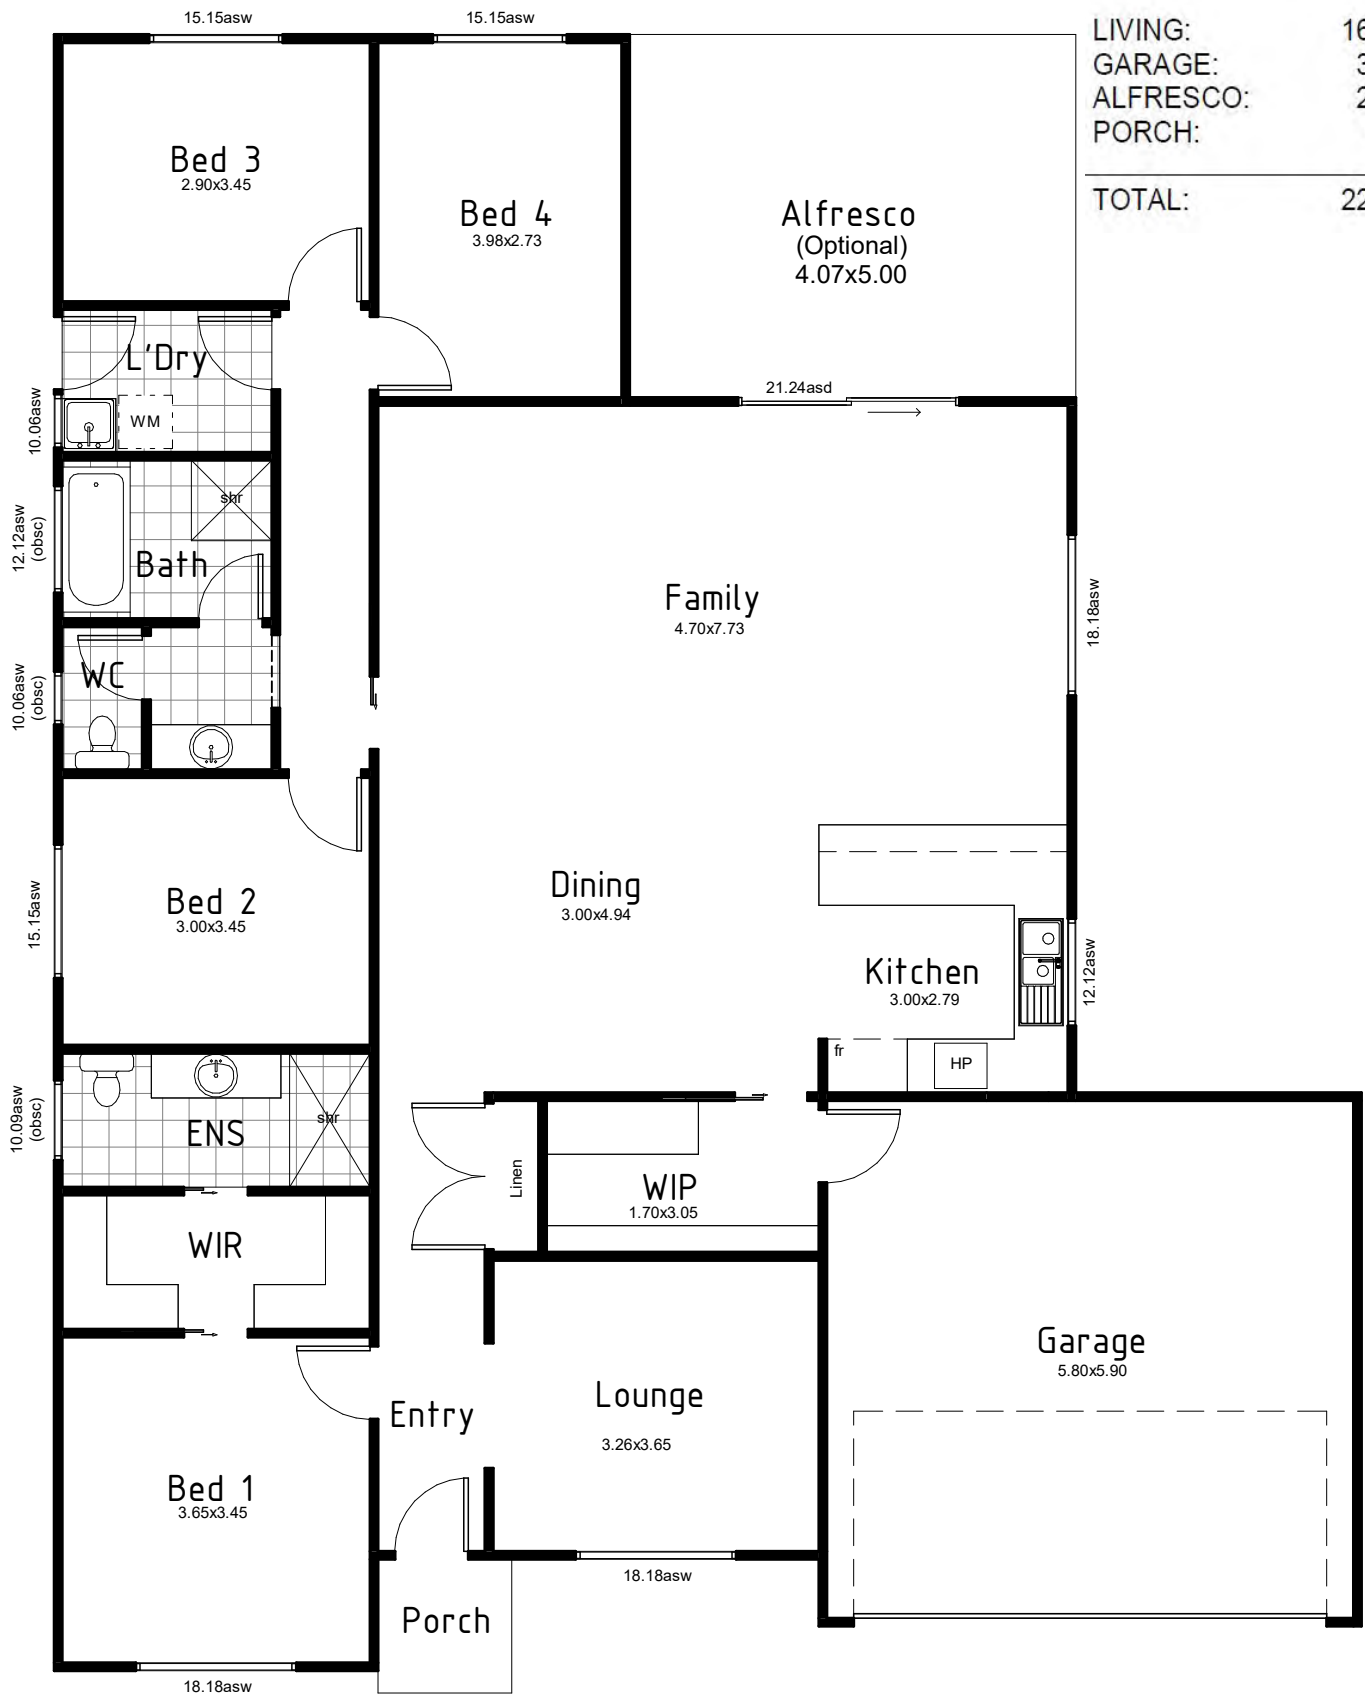 15.15asw
15.15asw
LIVING: 16
GARAGE: 3
ALFRESCO: 2
PORCH:
TOTAL: 22
Bed 3
2.90x3.45
Bed 4
3.98x2.73
Alfresco
(Optional)
4.07x5.00
L'Dry
WM
10.06asw
21.24asd
shr
Bath
12.12asw
(obsc)
Family
4.70x7.73
18.18asw
WC
10.06asw
(obsc)
Bed 2
3.00x3.45
15.15asw
Dining
3.00x4.94
Kitchen
3.00x2.79
12.12asw
fr
HP
ENS
shr
10.09asw
(obsc)
Linen
WIP
1.70x3.05
WIR
Garage
5.80x5.90
Entry
Lounge
3.26x3.65
Bed 1
3.65x3.45
18.18asw
Porch
18.18asw